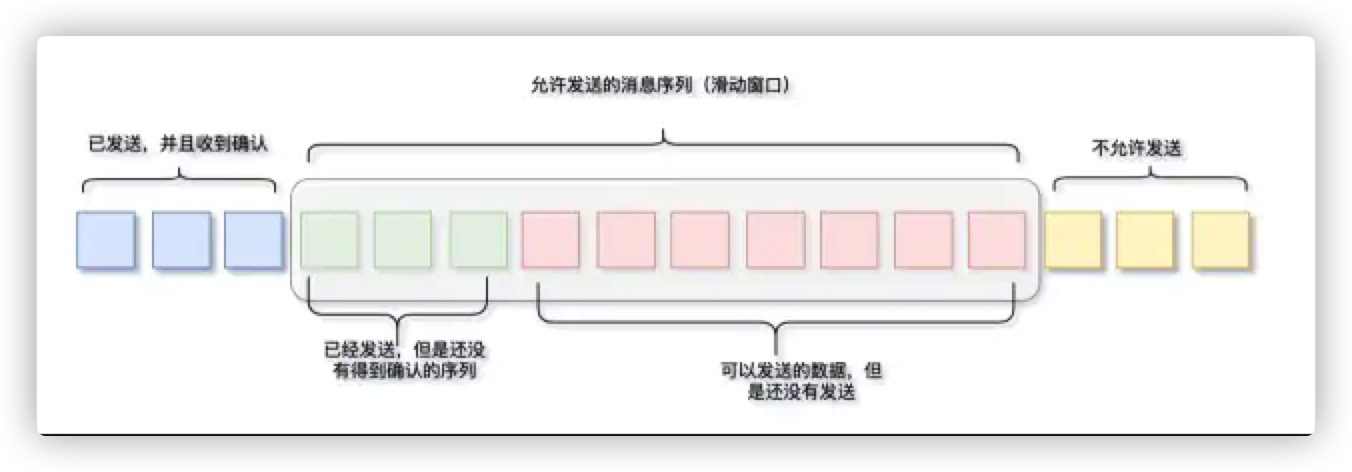 允许发送的消息序列（滑动窗口）
已发送，并且收到确认
不允许发送
已经发送，但是还没
有得到确认的序列
可以发送的数据，但
是还没有发送